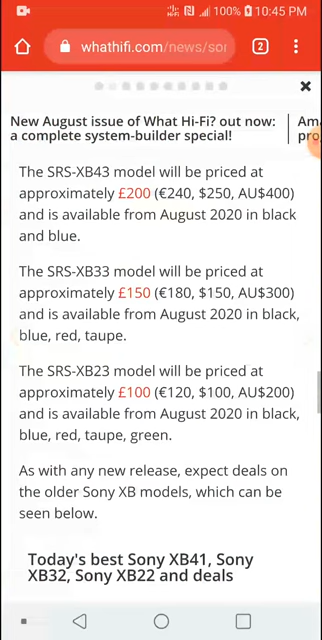 100% 10:45 PM
whathifi.com/news/sor
2
New August issue of What Hi-Fi? out now:
a complete system-builder special!
Ama
pro
The SRS-XB43 model will be priced at
approximately £200 (€240, $250, AU$400)
and is available from August 2020 in black
and blue.
The SRS-XB33 model will be priced at
approximately £150 (€180, $150, AU$300)
and is available from August 2020 in black,
blue, red, taupe.
The SRS-XB23 model will be priced at
approximately £100 (€120, $100, AU$200)
and is available from August 2020 in black,
blue, red, taupe, green.
As with any new release, expect deals on
the older Sony XB models, which can be
seen below.
Today's best Sony XB41, Sony
XB32, Sony XB22 and deals